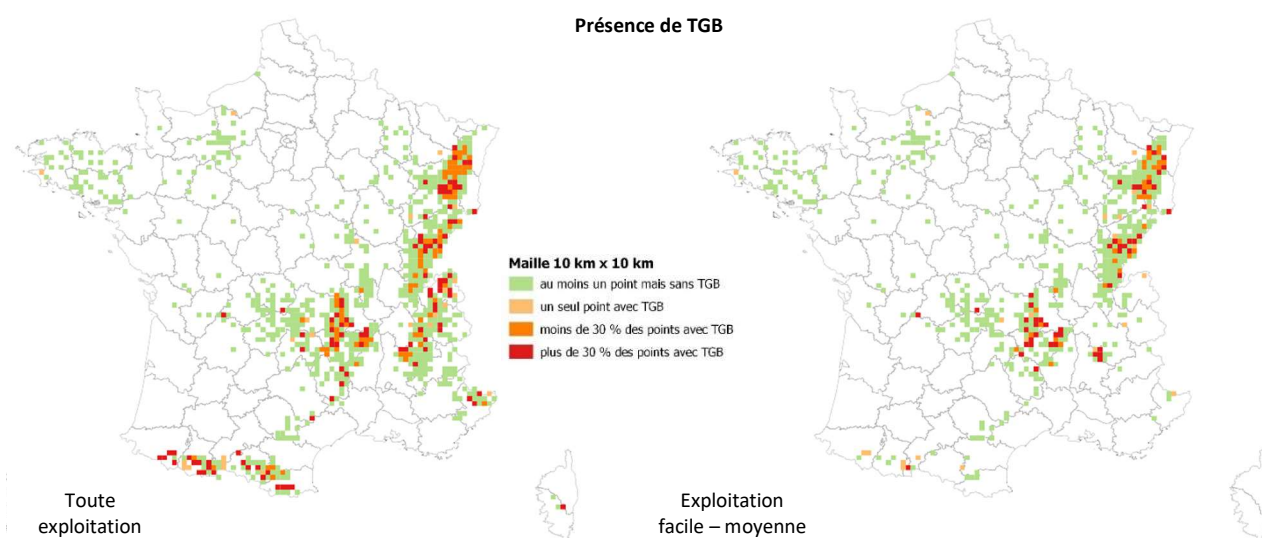 Présence de TGB
Maille 10 km x 10 km
au moins un point mais sans TGB
un seul point avec TGB
moins de 30 % des points avec TGB
plus de 30 % des points avec TGB
Toute
exploitation
Exploitation
facile – moyenne